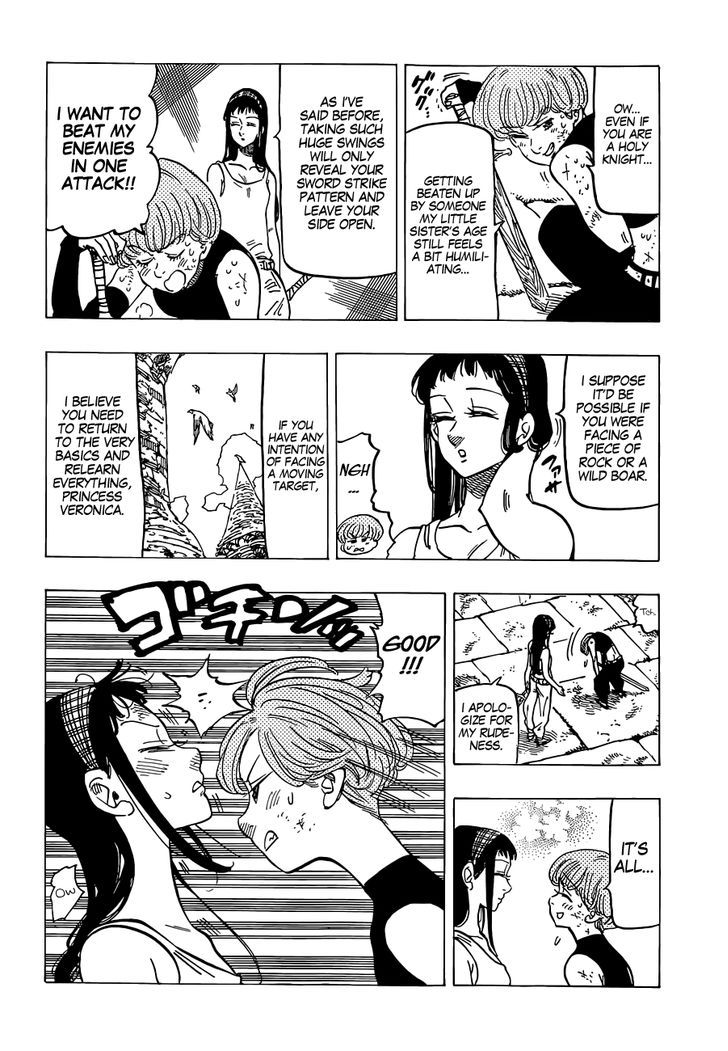 OW...
EVEN IF
YOU ARE
A HOLY
KNIGHT...
GETTING
BEATEN UP
BY SOMEONE
MY LITTLE
SISTER'S AGE
STILL FEELS
A BIT HUMILI-
ATING...
AS I'VE
SAID BEFORE,
TAKING SUCH
HUGE SWINGS
WILL ONLY
REVEAL YOUR
SWORD STRIKE
PATTERN AND
LEAVE YOUR
SIDE OPEN.
I WANT TO
BEAT MY
ENEMIES
IN ONE
ATTACK!!
I SUPPOSE
IT'D BE
POSSIBLE IF
YOU WERE
FACING A
PIECE OF
ROCK OR A
WILD BOAR.
NGH
...
IF YOU
HAVE ANY
INTENTION
OF FACING
A MOVING
TARGET,
I BELIEVE
YOU NEED
TO RETURN
TO THE VERY
BASICS AND
RELEARN
EVERYTHING,
PRINCESS
VERONICA.
TCH
I APOLO-
GIZE FOR
MY RUDE-
NESS.
IT'S
ALL...
GOOD
!!!
ゴチンッ
OW